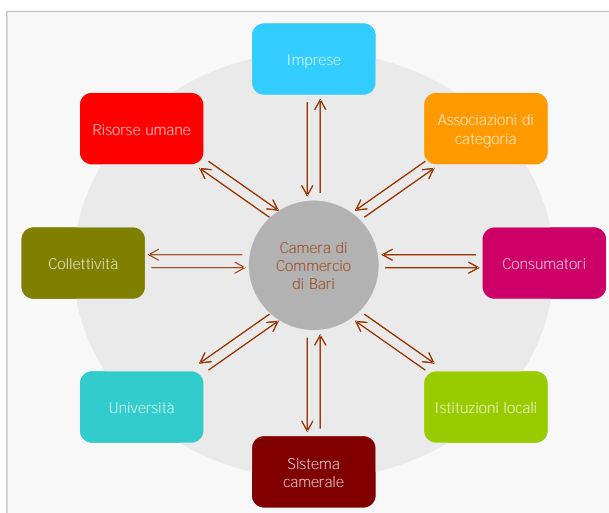 Imprese
Risorse umane
Associazioni di
categoria
Collettività
Camera di
Commercio
di Bari
Consumatori
Università
Istituzioni locali
Sistema
camerale